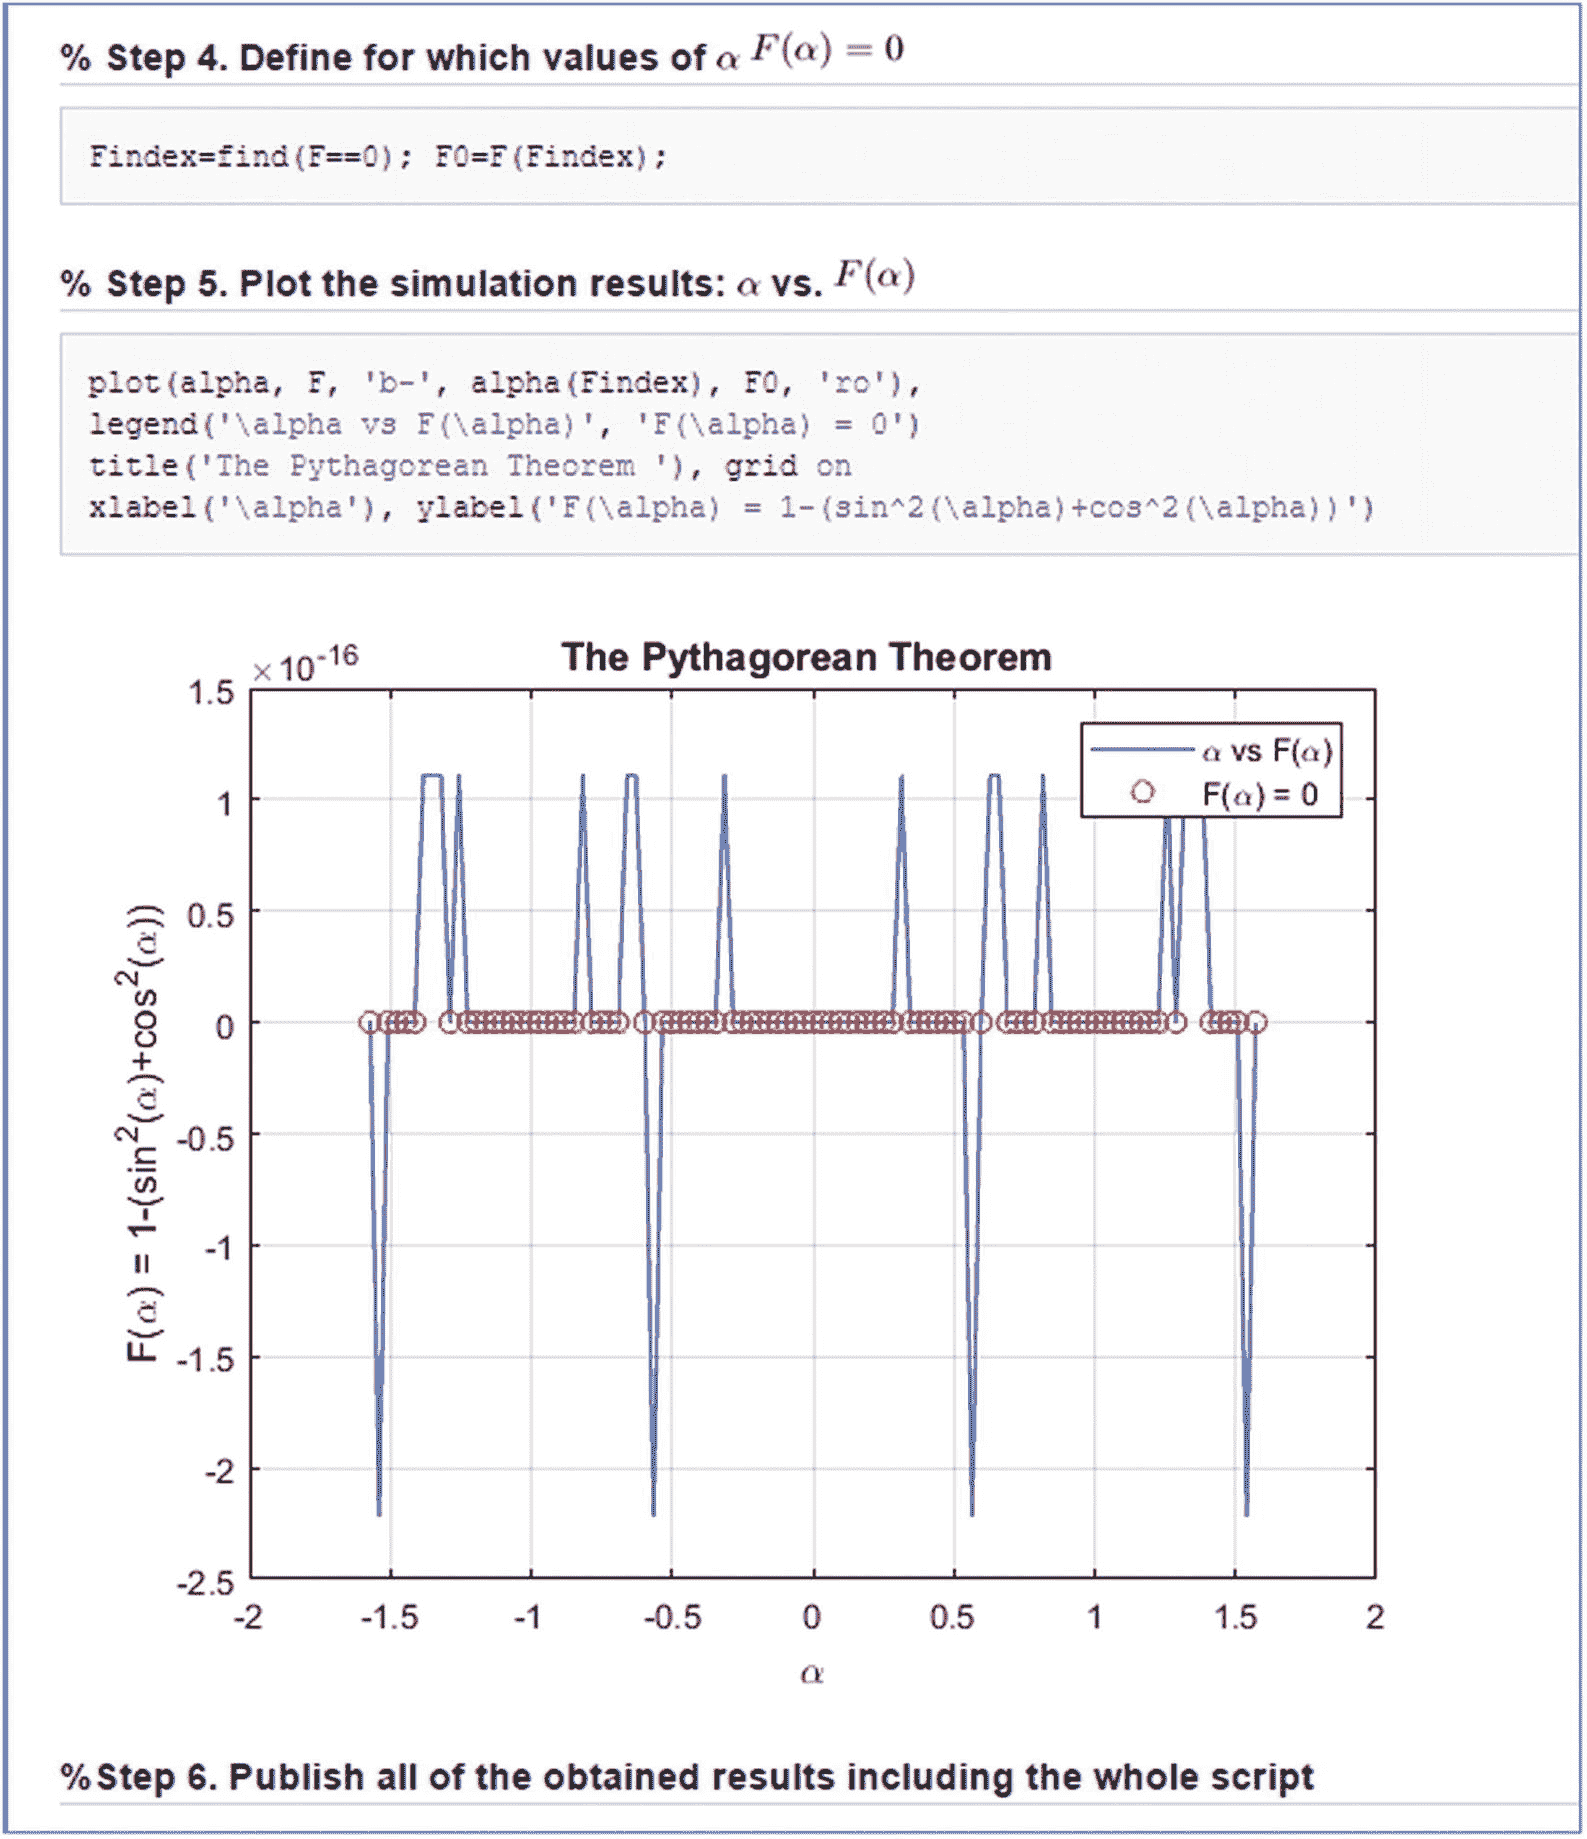 % Step 4. Define for which values of α F(α) = 0
Findex=find(F==0); F0=F(Findex);
% Step 5. Plot the simulation results: α vs. F(α)
plot(alpha, F, 'b-', alpha(Findex), F0, 'ro'),
legend('\alpha vs F(\alpha)', 'F(\alpha) = 0')
title('The Pythagorean Theorem '), grid on
xlabel('\alpha'), ylabel('F(\alpha) = 1-(sin^2(\alpha)+cos^2(\alpha))')
The Pythagorean Theorem
×10⁻¹⁶
α vs F(α)
F(α) = 0
1.5
1
0.5
0
-0.5
-1
-1.5
-2
-2.5
F(α) = 1-(sin²(α)+cos²(α))
-2 -1.5 -1 -0.5 0 0.5 1 1.5 2
α
%Step 6. Publish all of the obtained results including the whole script